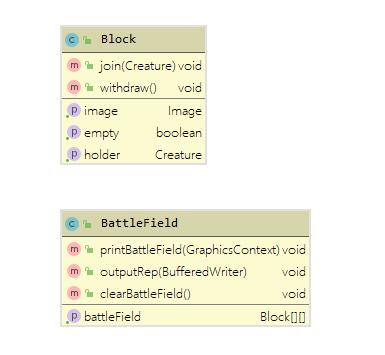 Block
join(Creature) void
withdraw() void
image Image
empty boolean
holder Creature
BattleField
printBattleField(GraphicsContext) void
outputRep(BufferedWriter) void
clearBattleField() void
battleField Block[][]